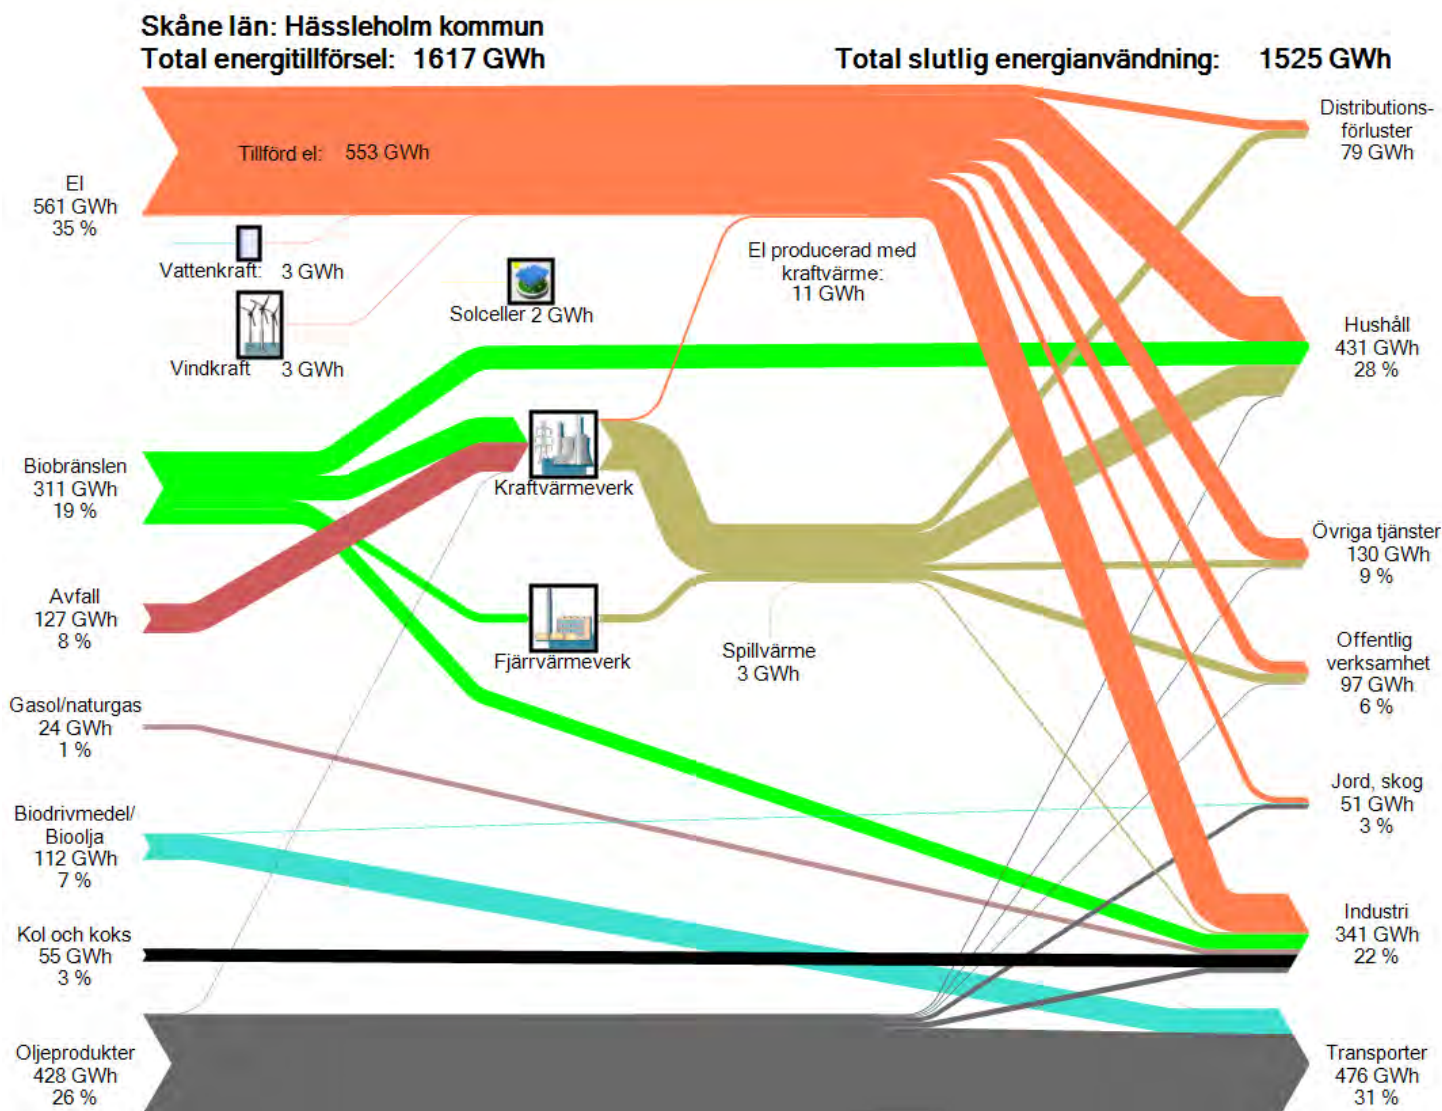 Skåne län: Hässleholm kommun
Total energitillförsel: 1617 GWh
Total slutlig energianvändning: 1525 GWh
Tillförd el: 553 GWh
El
561 GWh
35 %
Vattenkraft: 3 GWh
Vindkraft 3 GWh
Solceller 2 GWh
El producerad med
kraftvärme:
11 GWh
Biobränslen
311 GWh
19 %
Kraftvärmeverk
Avfall
127 GWh
8 %
Fjärrvärmeverk
Spillvärme
3 GWh
Gasol/naturgas
24 GWh
1 %
Biodrivmedel/
Bioolja
112 GWh
7 %
Kol och koks
55 GWh
3 %
Oljeprodukter
428 GWh
26 %
Distributions-
förluster
79 GWh
Hushåll
431 GWh
28 %
Övriga tjänster
130 GWh
9 %
Offentlig
verksamhet
97 GWh
6 %
Jord, skog
51 GWh
3 %
Industri
341 GWh
22 %
Transporter
476 GWh
31 %